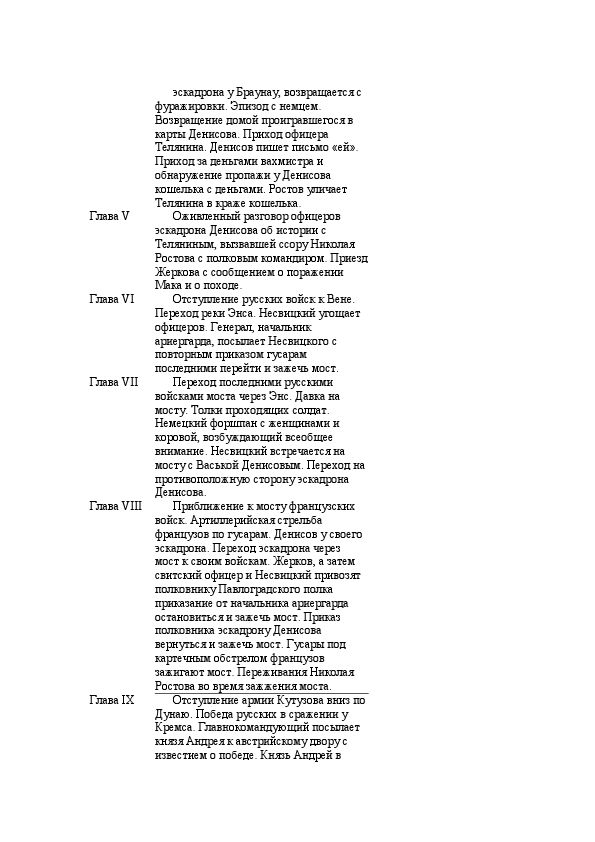 эскадрона у Браунау, возвращается с
фуражировки. Эпизод с немцем.
Возвращение домой проигравшегося в
карты Денисова. Приход офицера
Телянина. Денисов пишет письмо «ей».
Приход за деньгами вахмистра и
обнаружение пропажи у Денисова
кошелька с деньгами. Ростов уличает
Телянина в краже кошелька.
Глава V Оживленный разговор офицеров
эскадрона Денисова об истории с
Теляниным, вызвавшей ссору Николая
Ростова с полковым командиром. Приезд
Жеркова с сообщением о поражении
Мака и о походе.
Глава VI Отступление русских войск к Вене.
Переход реки Энса. Несвицкий угощает
офицеров. Генерал, начальник
ариергарда, посылает Несвицкого с
повторным приказом гусарам
последними перейти и зажечь мост.
Глава VII Переход последними русскими
войсками моста через Энс. Давка на
мосту. Толки проходящих солдат.
Немецкий форшпан с женщинами и
коровой, возбуждающий всеобщее
внимание. Несвицкий встречается на
мосту с Васькой Денисовым. Переход на
противоположную сторону эскадрона
Денисова.
Глава VIII Приближение к мосту французских
войск. Артиллерийская стрельба
французов по гусарам. Денисов у своего
эскадрона. Переход эскадрона через
мост к своим войскам. Жерков, а затем
свитский офицер и Несвицкий привозят
полковнику Павлоградского полка
приказание от начальника ариергарда
остановиться и зажечь мост. Приказ
полковника эскадрону Денисова
вернуться и зажечь мост. Гусары под
картечным обстрелом французов
зажигают мост. Переживания Николая
Ростова во время зажжения моста.
Глава IX Отступление армии Кутузова вниз по
Дунаю. Победа русских в сражении у
Кремса. Главнокомандующий посылает
князя Андрея к австрийскому двору с
известием о победе. Князь Андрей в